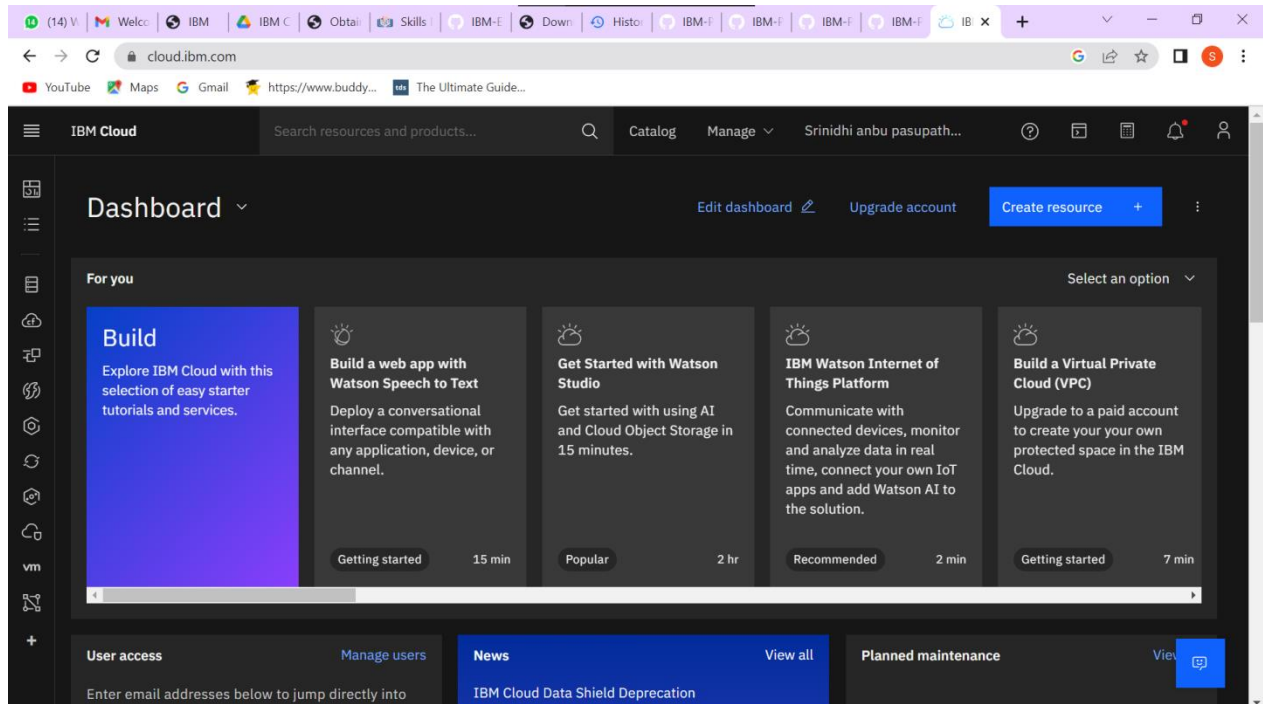 (14) W
Welco
IBM
IBM C
Obtai
Skills
IBM-E
Down
Histor
IBM-F
IBM-F
IBM-F
IBM-F
IB
cloud.ibm.com
S
YouTube
Maps
Gmail
https://www.buddy...
tds
The Ultimate Guide...
IBM Cloud
Search resources and products...
Catalog
Manage
Srinidhi anbu pasupath...
Dashboard
Edit dashboard
Upgrade account
Create resource +
For you
Select an option
Build
Explore IBM Cloud with this
selection of easy starter
tutorials and services.
Build a web app with
Watson Speech to Text
Deploy a conversational
interface compatible with
any application, device, or
channel.
Getting started
15 min
Get Started with Watson
Studio
Get started with using AI
and Cloud Object Storage in
15 minutes.
Popular
2 hr
IBM Watson Internet of
Things Platform
Communicate with
connected devices, monitor
and analyze data in real
time, connect your own IoT
apps and add Watson AI to
the solution.
Recommended
2 min
Build a Virtual Private
Cloud (VPC)
Upgrade to a paid account
to create your your own
protected space in the IBM
Cloud.
Getting started
7 min
vm
User access
Manage users
Enter email addresses below to jump directly into
News
View all
IBM Cloud Data Shield Deprecation
Planned maintenance